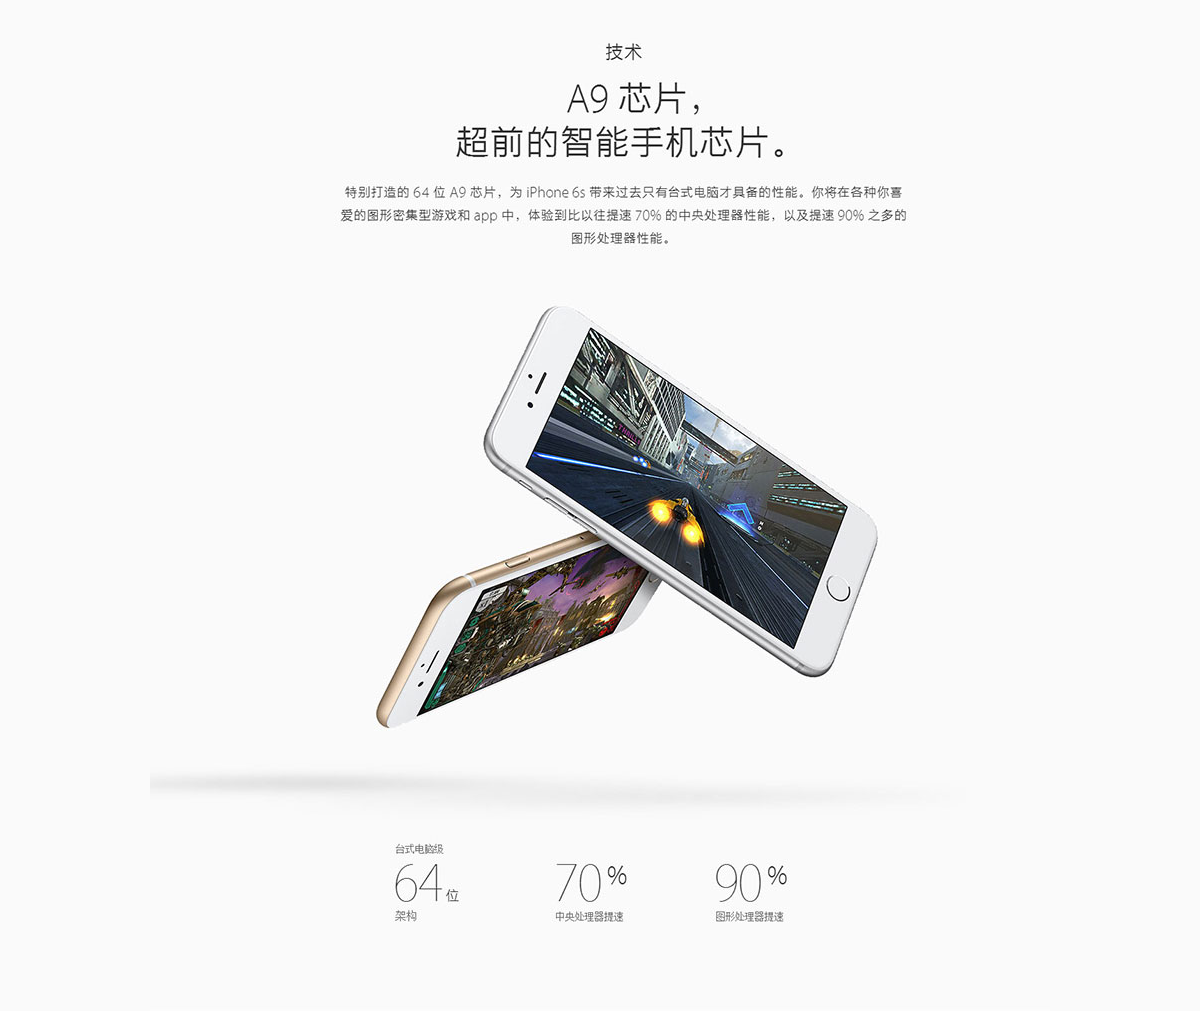 技术
A9 芯片，
超前的智能手机芯片。
特别打造的 64 位 A9 芯片，为 iPhone 6s 带来过去只有台式电脑才具备的性能。你将在各种你喜
爱的图形密集型游戏和 app 中，体验到比以往提速 70% 的中央处理器性能，以及提速 90% 之多的
图形处理器性能。
台式电脑级
64位
架构
70%
中央处理器提速
90%
图形处理器提速